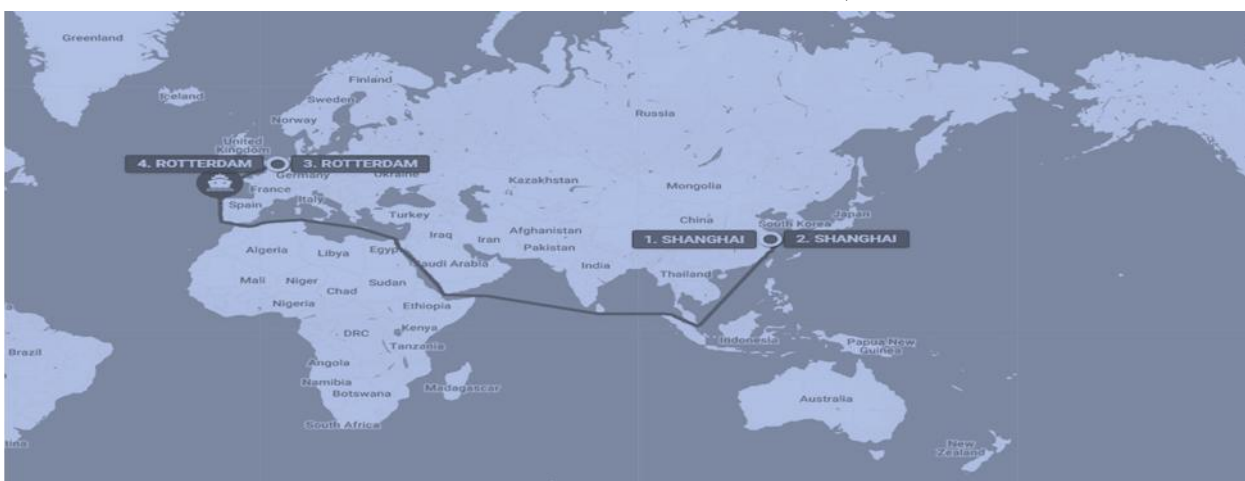 Greenland
Finland
Iceland
Sweden
Russia
Norway
United
Kingdom
4. ROTTERDAM
3. ROTTERDAM
Germany
Ukraine
France
Kazakhstan
Mongolia
Spain
Italy
Turkey
China
South Korea
Japan
Iraq
Iran
Afghanistan
Pakistan
1. SHANGHAI
2. SHANGHAI
Algeria
Libya
Egypt
Saudi Arabia
India
Thailand
Mali
Niger
Chad
Sudan
Nigeria
Ethiopia
DRC
Kenya
Tanzania
Indonesia
Papua New
Guinea
Brazil
Angola
Namibia
Botswana
Madagascar
Australia
South Africa
New
Zealand